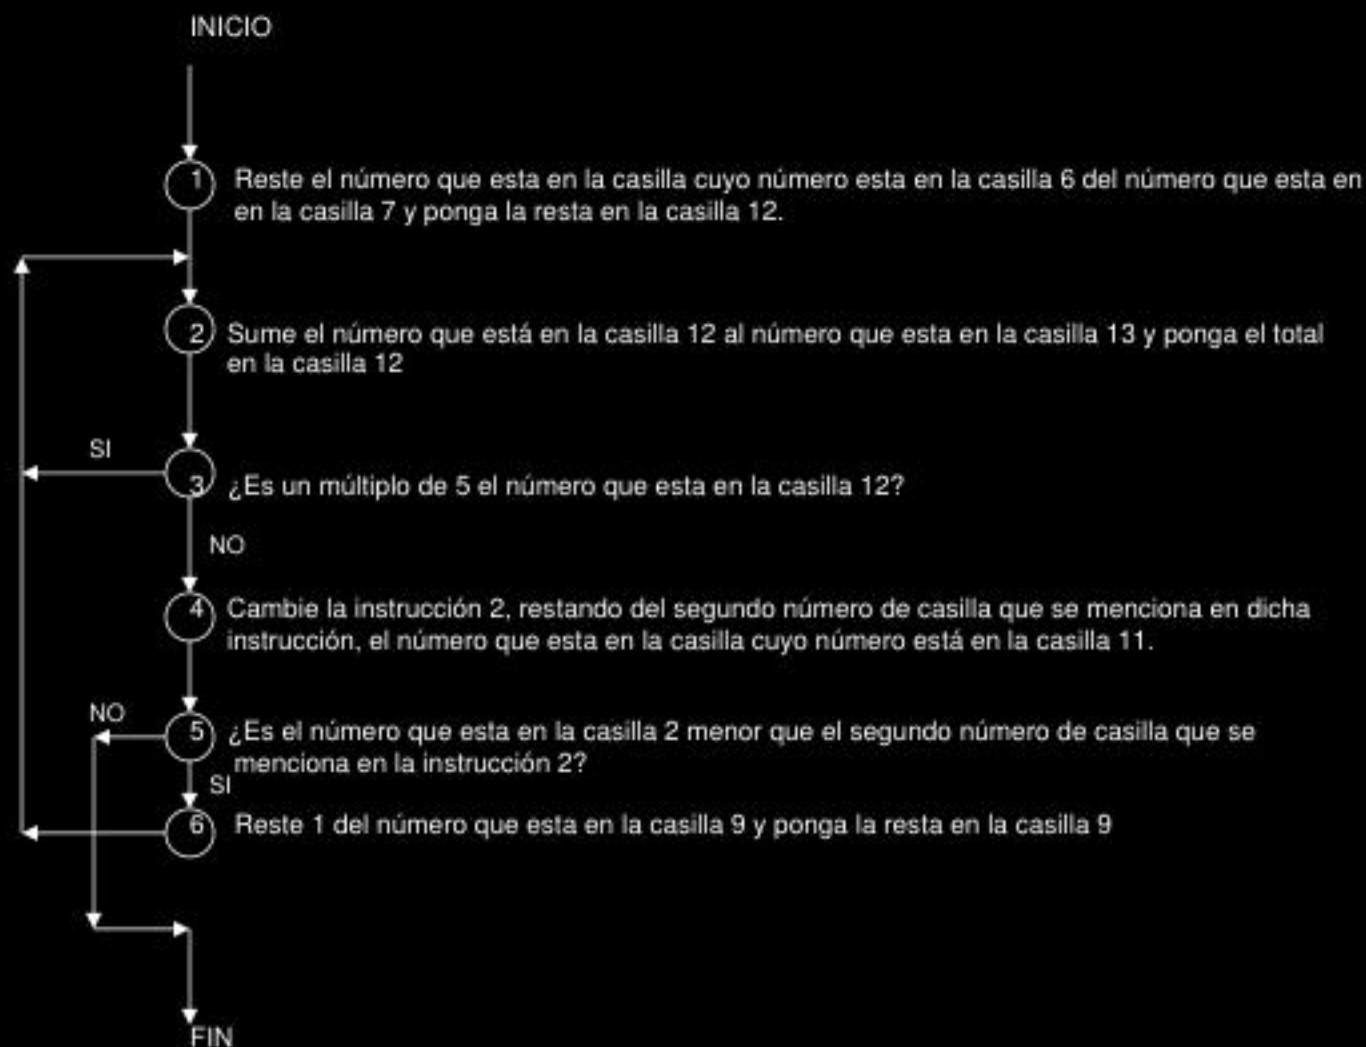 INICIO
1 Reste el número que esta en la casilla cuyo número esta en la casilla 6 del número que esta en
en la casilla 7 y ponga la resta en la casilla 12.
2 Sume el número que está en la casilla 12 al número que esta en la casilla 13 y ponga el total
en la casilla 12
SI
3 ¿Es un múltiplo de 5 el número que esta en la casilla 12?
NO
4 Cambie la instrucción 2, restando del segundo número de casilla que se menciona en dicha
instrucción, el número que esta en la casilla cuyo número está en la casilla 11.
NO
5 ¿Es el número que esta en la casilla 2 menor que el segundo número de casilla que se
menciona en la instrucción 2?
SI
6 Reste 1 del número que esta en la casilla 9 y ponga la resta en la casilla 9
FIN